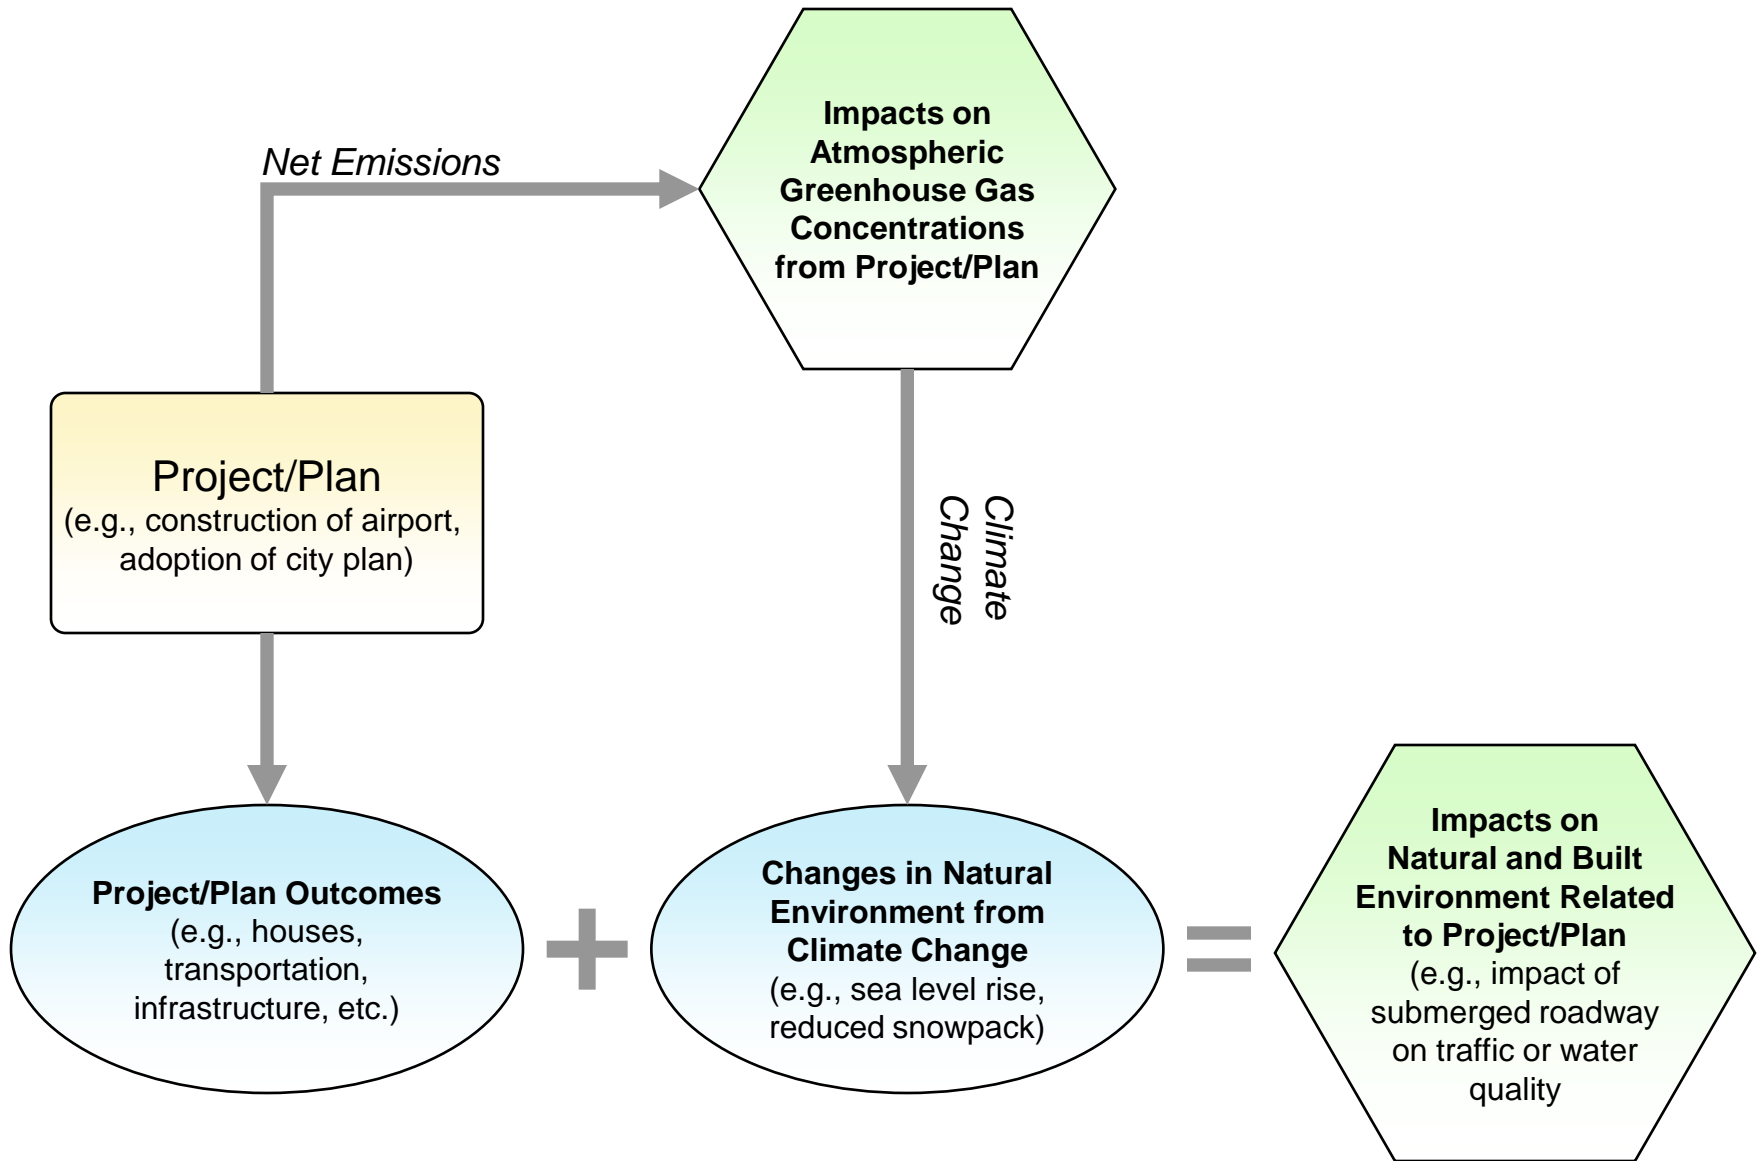 Impacts on
Atmospheric
Greenhouse Gas
Concentrations
from Project/Plan
Net Emissions
Project/Plan
(e.g., construction of airport,
adoption of city plan)
Climate
Change
Project/Plan Outcomes
(e.g., houses,
transportation,
infrastructure, etc.)
+
Changes in Natural
Environment from
Climate Change
(e.g., sea level rise,
reduced snowpack)
=
Impacts on
Natural and Built
Environment Related
to Project/Plan
(e.g., impact of
submerged roadway
on traffic or water
quality